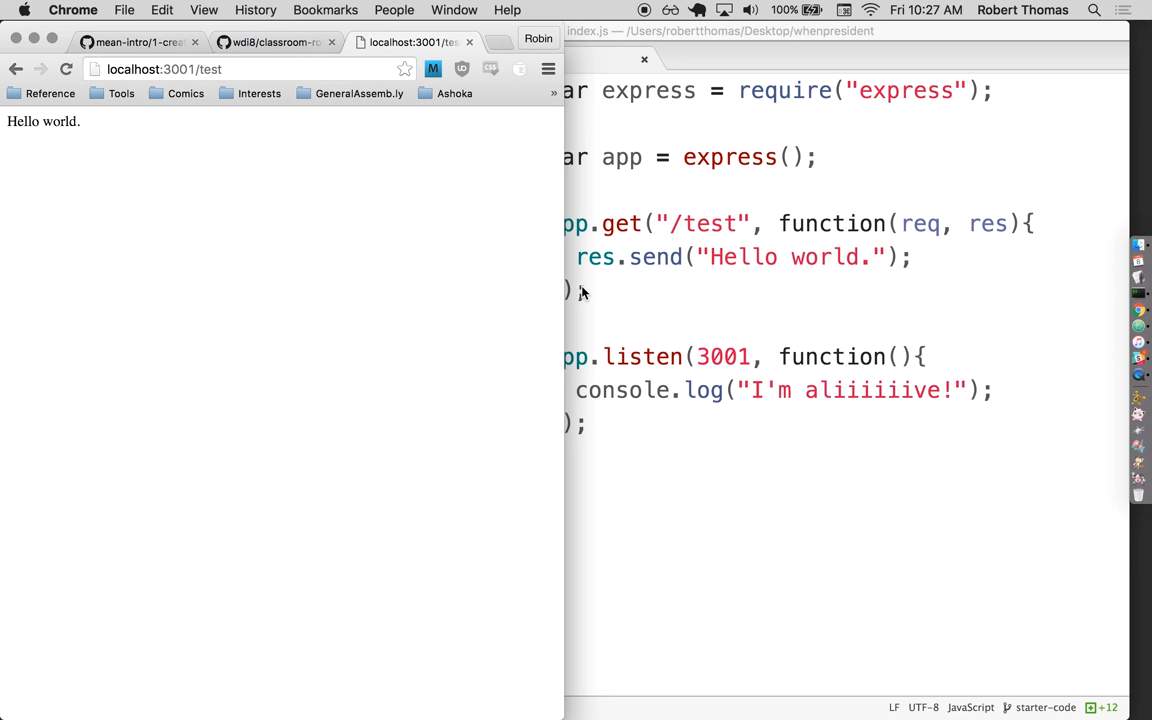 Chrome File Edit View History Bookmarks People Window Help 100% Fri 10:27 AM Robert Thomas
mean-intro/1-crea × wdi8/classroom-ro × localhost:3001/tes × Robin
index.js — /Users/robertthomas/Desktop/whenpresident
localhost:3001/test
Reference Tools Comics Interests GeneralAssemb.ly Ashoka »
Hello world.
ar express = require("express");
ar app = express();
pp.get("/test", function(req, res){
res.send("Hello world.");
);
pp.listen(3001, function(){
console.log("I'm aliiiiiive!");
);
LF UTF-8 JavaScript starter-code +12